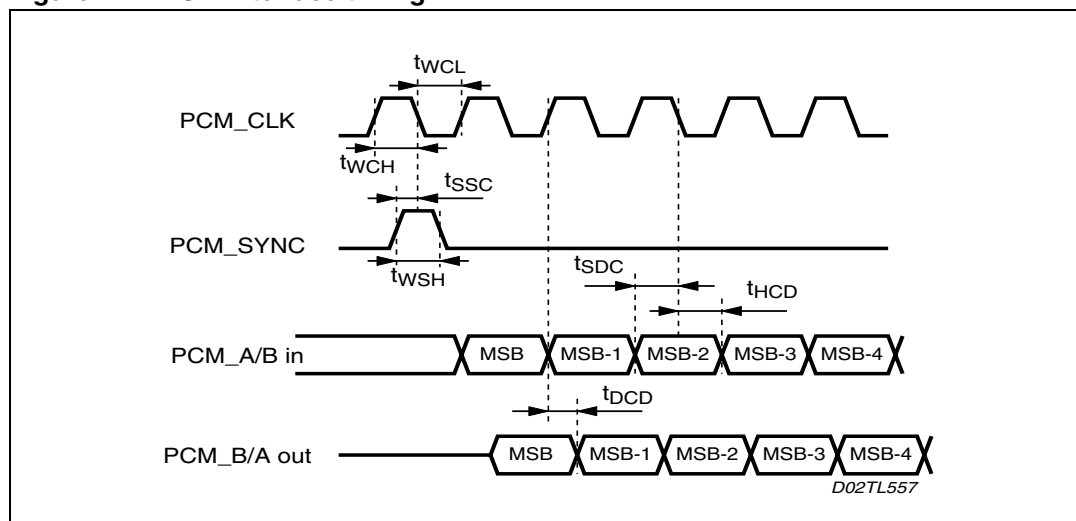 tWCL
PCM_CLK
tWCH
tSSC
PCM_SYNC
tWSH
tSDC
tHCD
PCM_A/B in
MSB
MSB-1
MSB-2
MSB-3
MSB-4
tDCD
PCM_B/A out
MSB
MSB-1
MSB-2
MSB-3
MSB-4
D02TL557